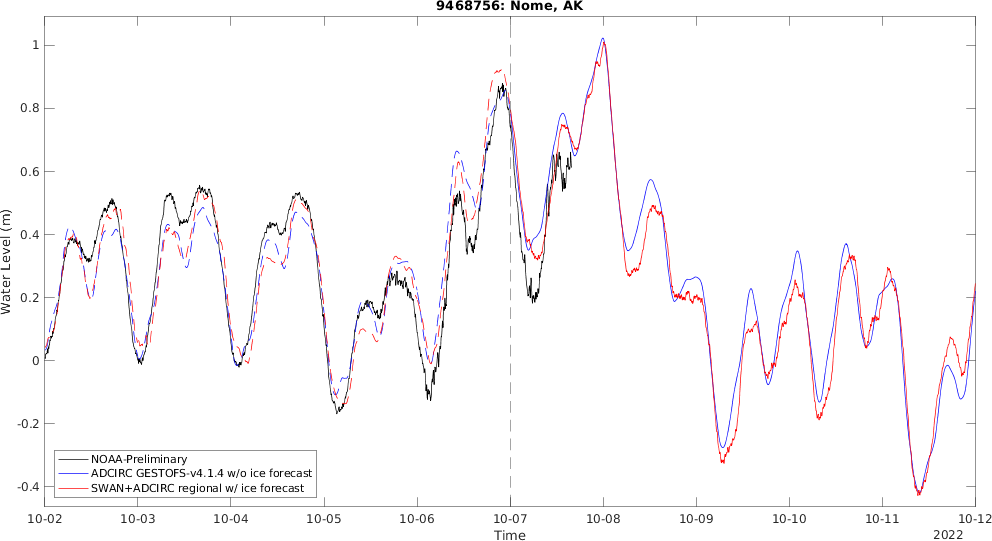 9468756: Nome, AK
Water Level (m)
1
0.8
0.6
0.4
0.2
0
-0.2
-0.4
NOAA-Preliminary
ADCIRC GESTOFS-v4.1.4 w/o ice forecast
SWAN+ADCIRC regional w/ ice forecast
10-02 10-03 10-04 10-05 10-06 10-07 10-08 10-09 10-10 10-11 10-12
Time
2022